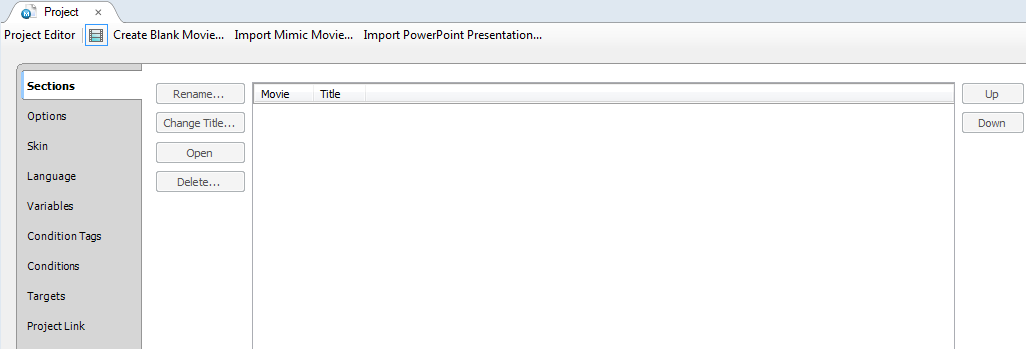 Project
Project Editor Create Blank Movie... Import Mimic Movie... Import PowerPoint Presentation...
Sections
Options
Skin
Language
Variables
Condition Tags
Conditions
Targets
Project Link
Rename...
Change Title...
Open
Delete...
Movie Title
Up
Down